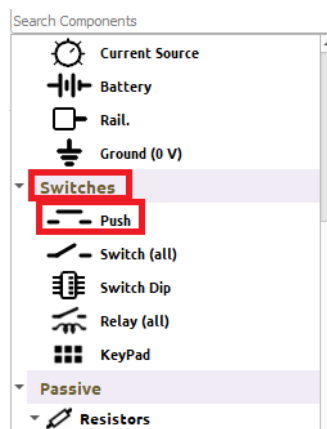 Search Components
Current Source
Battery
Rail.
Ground (0 V)
Switches
Push
Switch (all)
Switch Dip
Relay (all)
KeyPad
Passive
Resistors